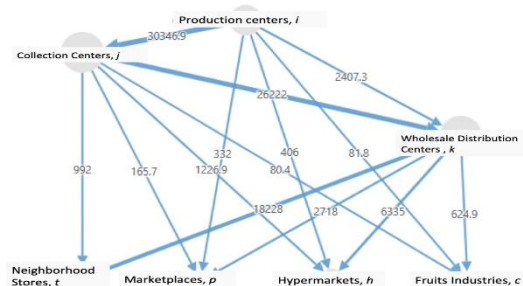 Production centers, i
30346.9
Collection Centers, j
2407.3
26222
Wholesale Distribution
Centers , k
332
406
81.8
992
165.7
1226.9
80.4
18228
2718
6335
624.9
Neighborhood
Stores, t
Marketplaces, p
Hypermarkets, h
Fruits Industries, c